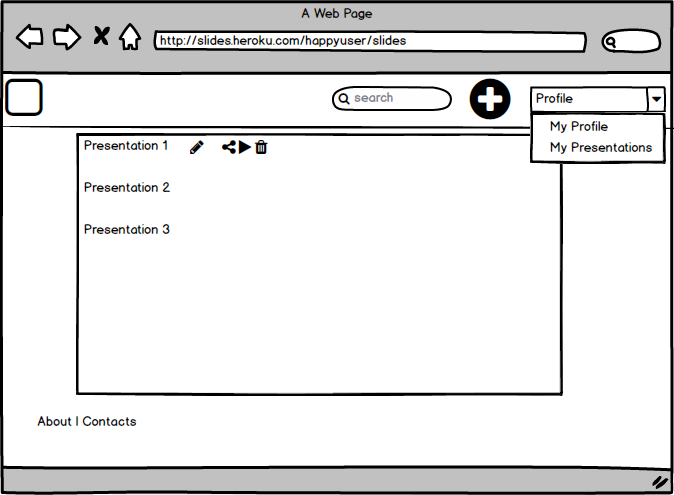 A Web Page
http://slides.heroku.com/happyuser/slides
search
Profile
My Profile
My Presentations
Presentation 1
Presentation 2
Presentation 3
About | Contacts